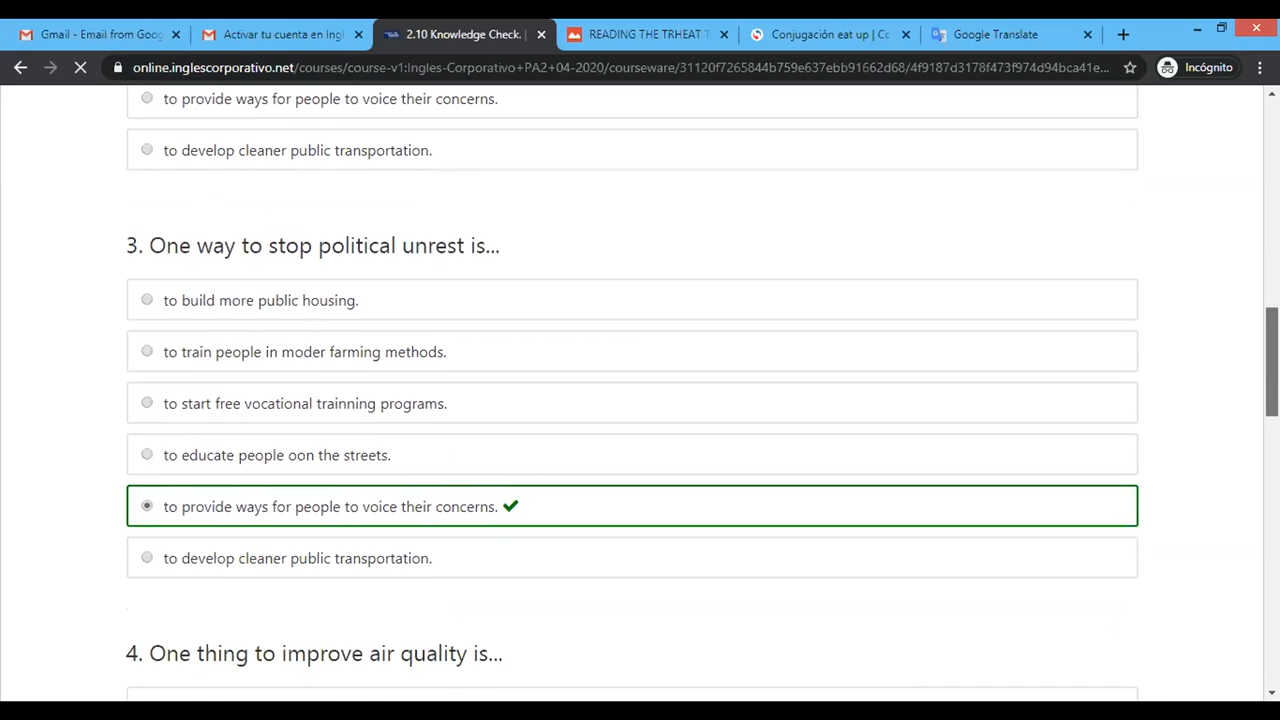 Gmail - Email from Goog
Activar tu cuenta en Ingl
2.10 Knowledge Check.
READING THE TRHEAT T
Conjugación eat up | Co
Google Translate
online.inglescorporativo.net/courses/course-v1:Ingles-Corporativo+PA2+04-2020/courseware/31120f7265844b759e637ebb91662d68/4f9187d3178f473f974d94bca41e...
Incógnito
to provide ways for people to voice their concerns.
to develop cleaner public transportation.
3. One way to stop political unrest is...
to build more public housing.
to train people in moder farming methods.
to start free vocational trainning programs.
to educate people oon the streets.
to provide ways for people to voice their concerns.
to develop cleaner public transportation.
4. One thing to improve air quality is...